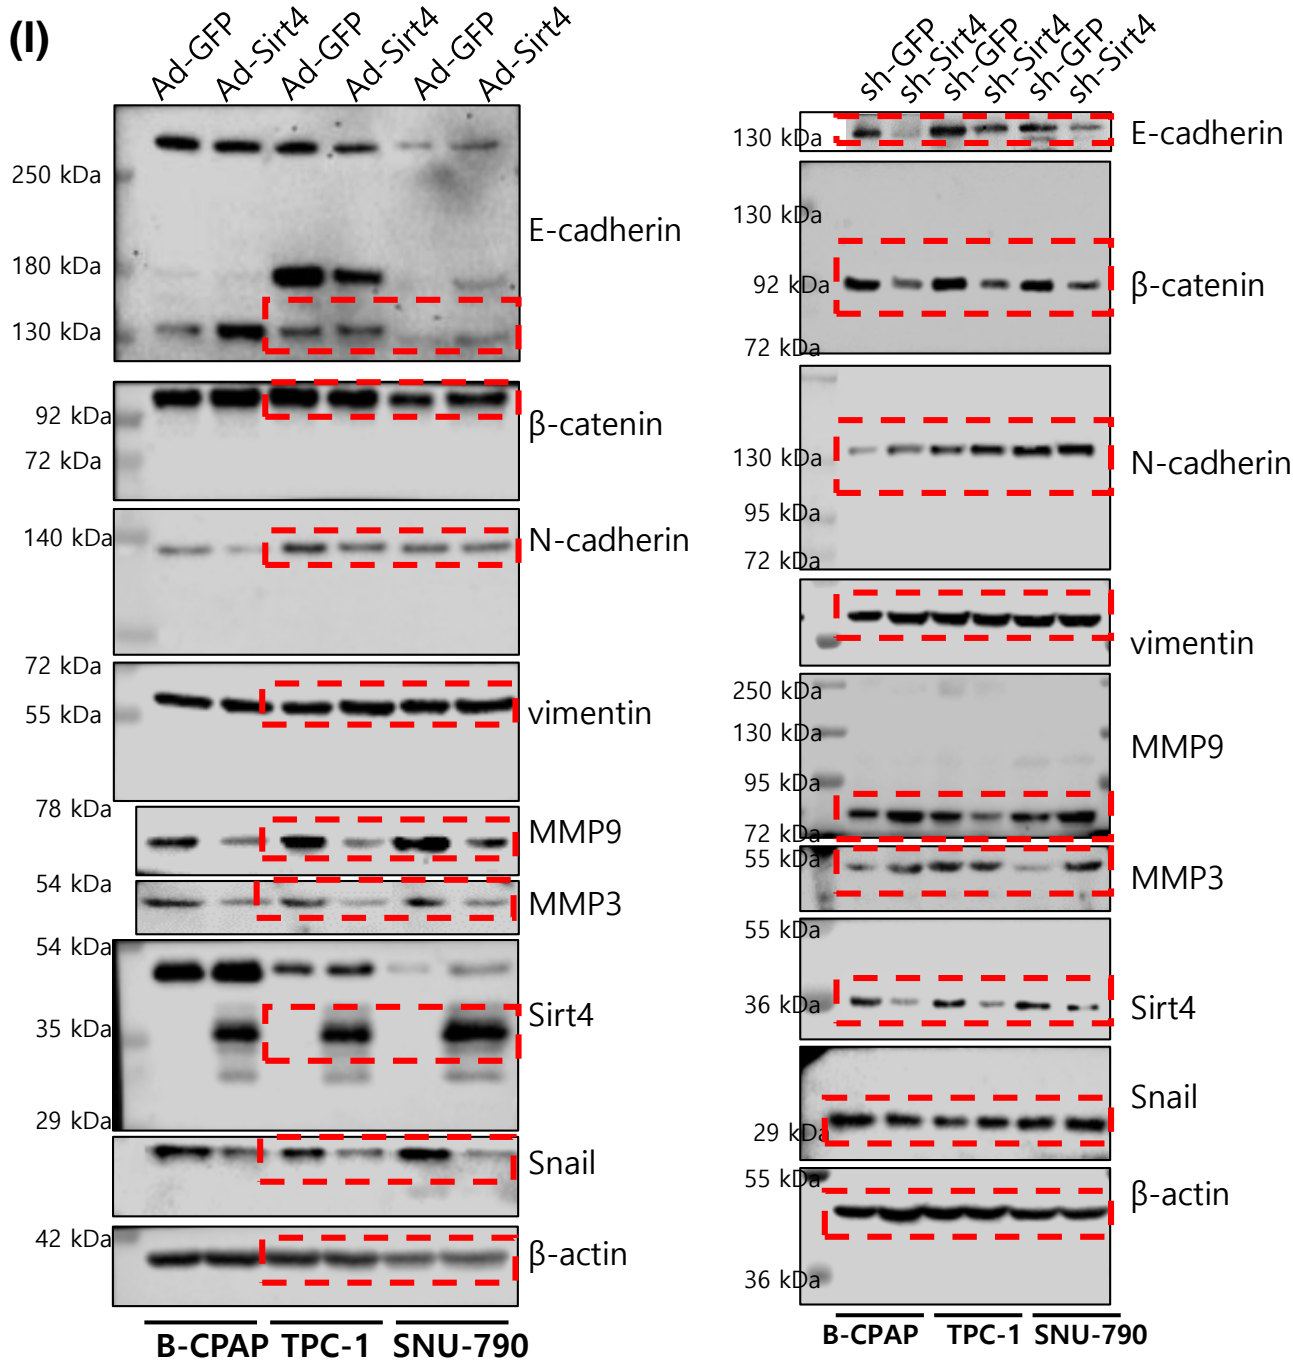 (I)
Ad-GFP
Ad-Sirt4
Ad-GFP
Ad-Sirt4
Ad-GFP
Ad-Sirt4
250 kDa
180 kDa
130 kDa
E-cadherin
92 kDa
72 kDa
β-catenin
140 kDa
N-cadherin
72 kDa
55 kDa
vimentin
78 kDa
MMP9
54 kDa
MMP3
54 kDa
35 kDa
29 kDa
Sirt4
Snail
42 kDa
β-actin
B-CPAP TPC-1 SNU-790
sh-GFP
sh-Sirt4
sh-GFP
sh-Sirt4
sh-GFP
sh-Sirt4
130 kDa
E-cadherin
130 kDa
92 kDa
72 kDa
β-catenin
130 kDa
95 kDa
72 kDa
N-cadherin
vimentin
250 kDa
130 kDa
95 kDa
72 kDa
MMP9
55 kDa
MMP3
55 kDa
36 kDa
Sirt4
29 kDa
Snail
55 kDa
36 kDa
β-actin
B-CPAP TPC-1 SNU-790